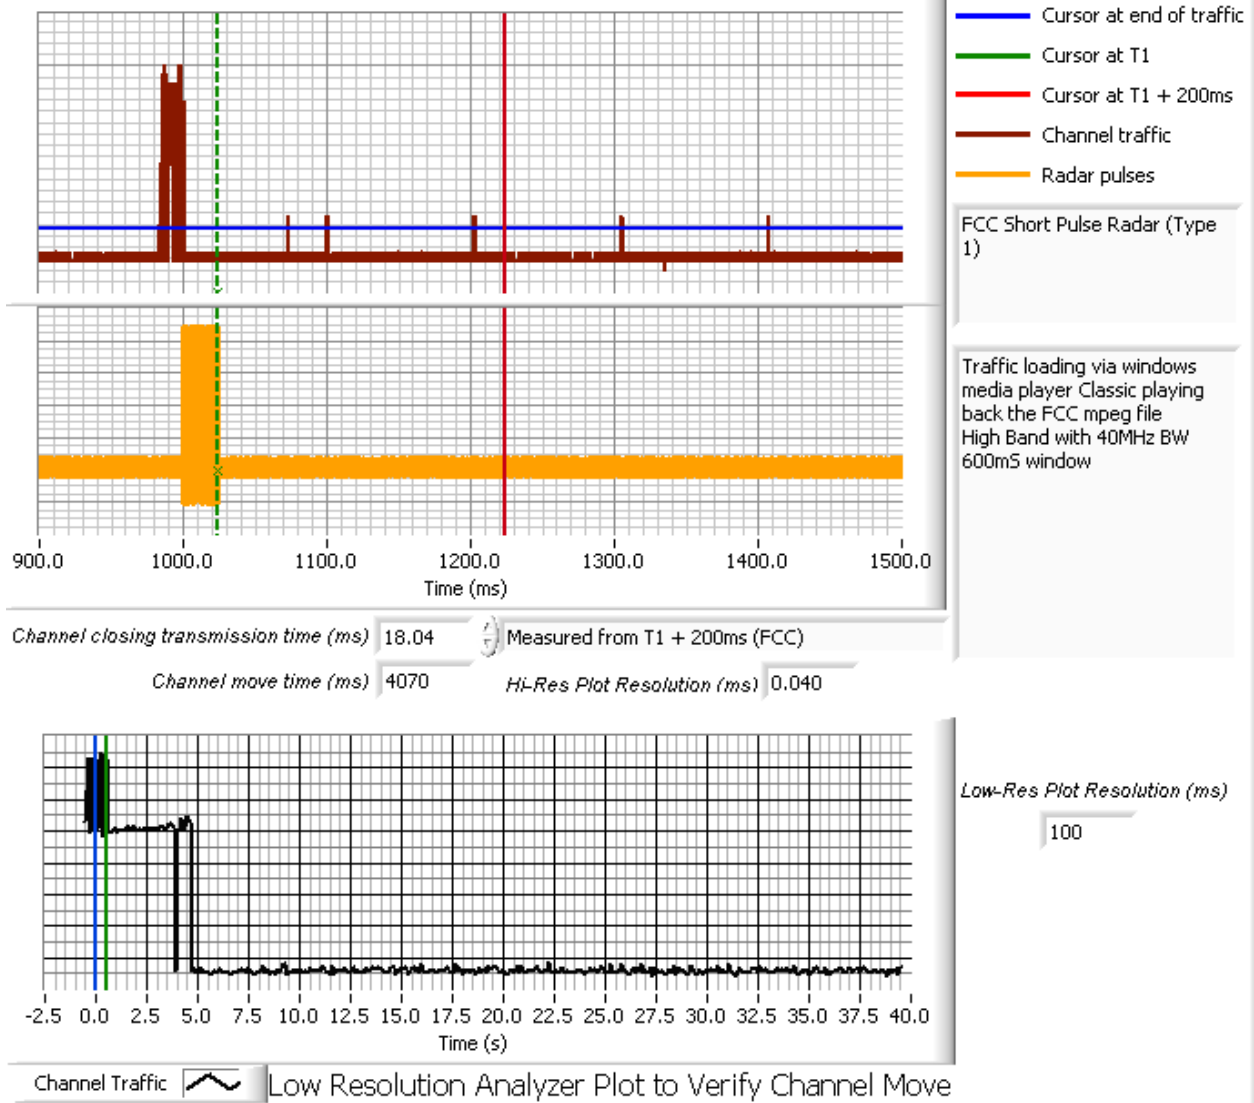 Cursor at end of traffic
Cursor at T1
Cursor at T1 + 200ms
Channel traffic
Radar pulses
FCC Short Pulse Radar (Type
1)
Traffic loading via windows
media player Classic playing
back the FCC mpeg file
High Band with 40MHz BW
600mS window
900.0 1000.0 1100.0 1200.0 1300.0 1400.0 1500.0
Time (ms)
Channel closing transmission time (ms) 18.04 Measured from T1 + 200ms (FCC)
Channel move time (ms) 4070 Hi-Res Plot Resolution (ms) 0.040
Low-Res Plot Resolution (ms)
100
-2.5 0.0 2.5 5.0 7.5 10.0 12.5 15.0 17.5 20.0 22.5 25.0 27.5 30.0 32.5 35.0 37.5 40.0
Time (s)
Channel Traffic Low Resolution Analyzer Plot to Verify Channel Move